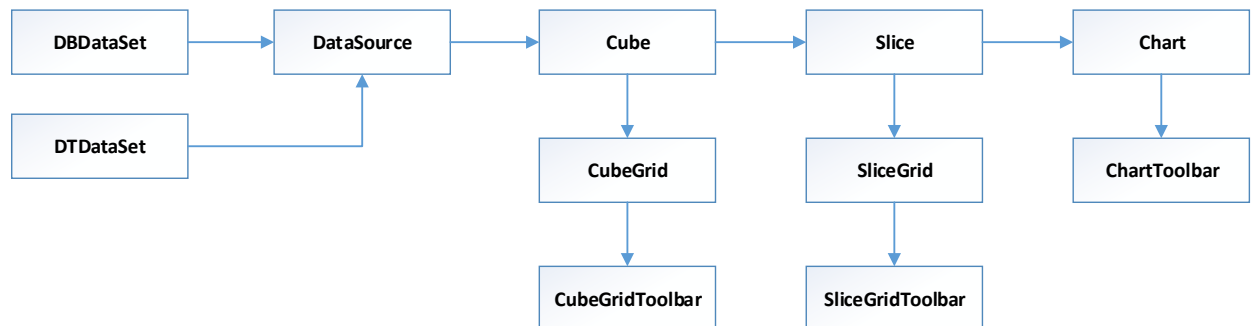 DBDataSet
DataSource
Cube
Slice
Chart
DTDataSet
CubeGrid
SliceGrid
ChartToolbar
CubeGridToolbar
SliceGridToolbar